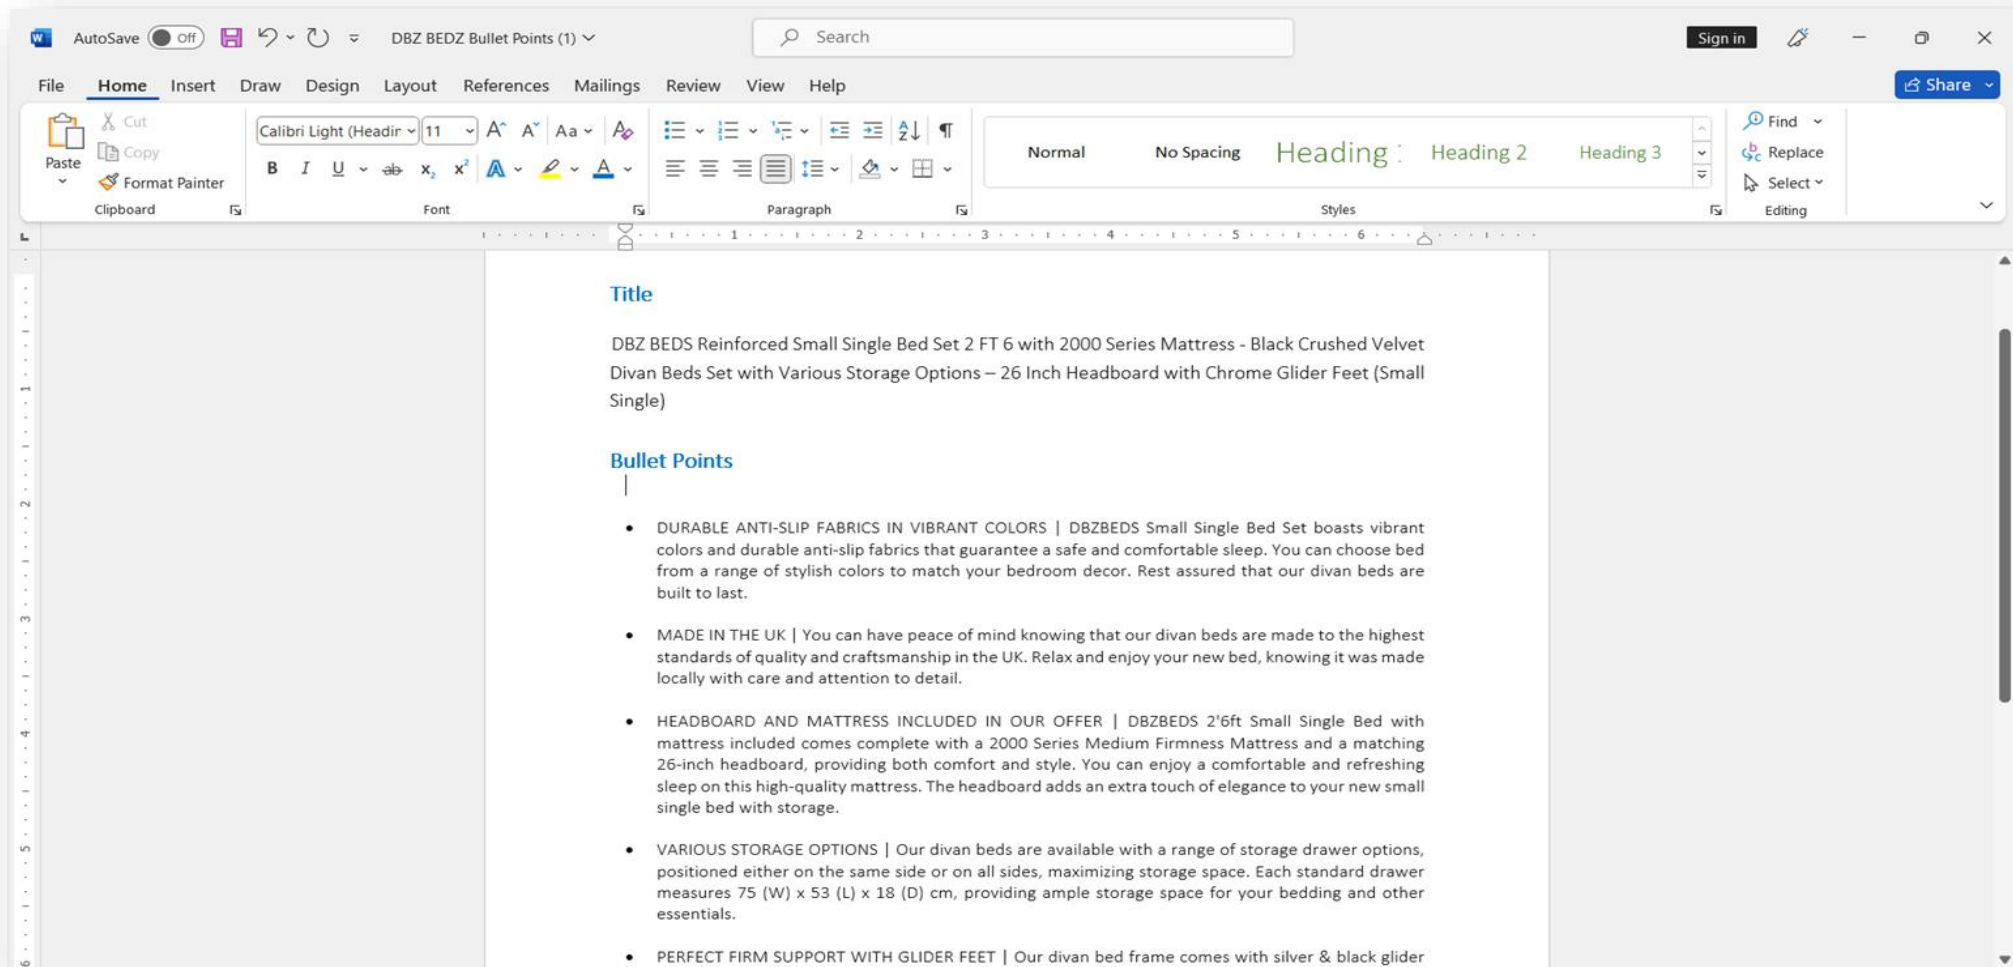 AutoSave Off DBZ BEDZ Bullet Points (1) Search Sign in
File Home Insert Draw Design Layout References Mailings Review View Help Share
Paste Cut Copy Format Painter Clipboard
Calibri Light (Headir 11 Aa
B I U ab x₂ x² A A Font
Paragraph
Normal No Spacing Heading Heading 2 Heading 3 Styles
Find Replace Select Editing
1 2 3 4 5 6
Title
DBZ BEDS Reinforced Small Single Bed Set 2 FT 6 with 2000 Series Mattress - Black Crushed Velvet
Divan Beds Set with Various Storage Options – 26 Inch Headboard with Chrome Glider Feet (Small
Single)
Bullet Points
• DURABLE ANTI-SLIP FABRICS IN VIBRANT COLORS | DBZBEDS Small Single Bed Set boasts vibrant
colors and durable anti-slip fabrics that guarantee a safe and comfortable sleep. You can choose bed
from a range of stylish colors to match your bedroom decor. Rest assured that our divan beds are
built to last.
• MADE IN THE UK | You can have peace of mind knowing that our divan beds are made to the highest
standards of quality and craftsmanship in the UK. Relax and enjoy your new bed, knowing it was made
locally with care and attention to detail.
• HEADBOARD AND MATTRESS INCLUDED IN OUR OFFER | DBZBEDS 2'6ft Small Single Bed with
mattress included comes complete with a 2000 Series Medium Firmness Mattress and a matching
26-inch headboard, providing both comfort and style. You can enjoy a comfortable and refreshing
sleep on this high-quality mattress. The headboard adds an extra touch of elegance to your new small
single bed with storage.
• VARIOUS STORAGE OPTIONS | Our divan beds are available with a range of storage drawer options,
positioned either on the same side or on all sides, maximizing storage space. Each standard drawer
measures 75 (W) x 53 (L) x 18 (D) cm, providing ample storage space for your bedding and other
essentials.
• PERFECT FIRM SUPPORT WITH GLIDER FEET | Our divan bed frame comes with silver & black glider